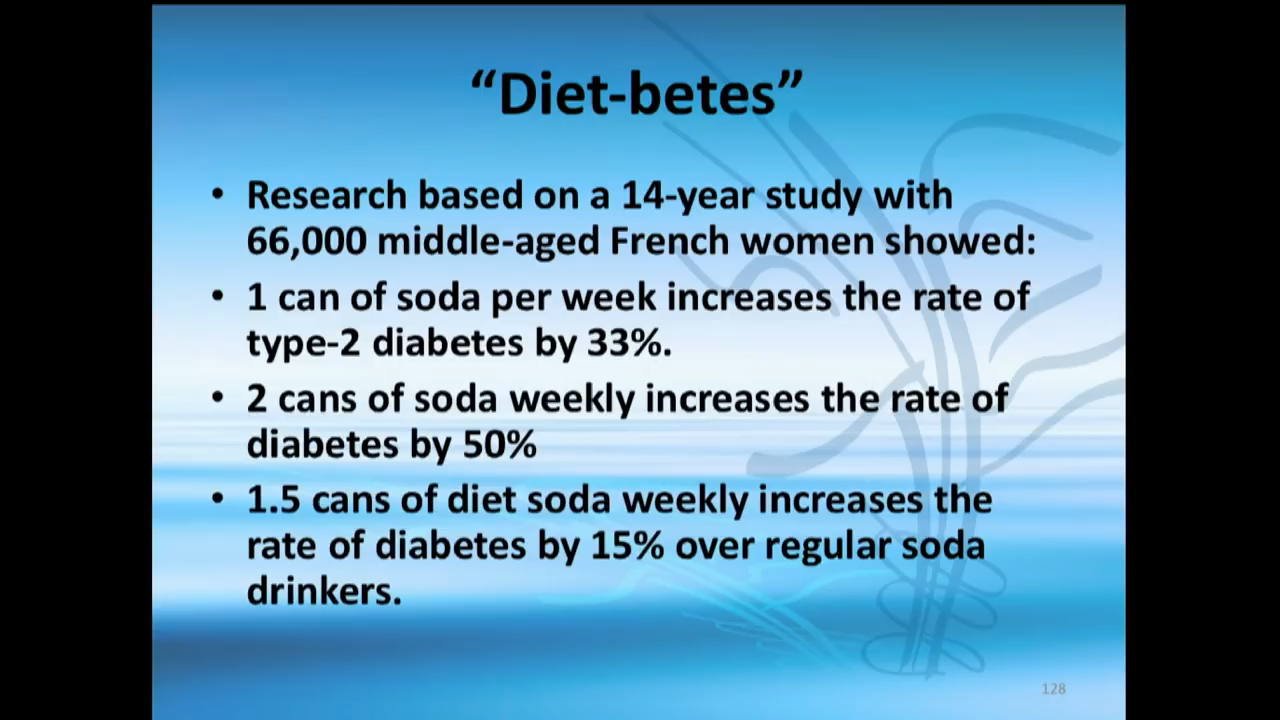 “Diet-betes”
• Research based on a 14-year study with
66,000 middle-aged French women showed:
• 1 can of soda per week increases the rate of
type-2 diabetes by 33%.
• 2 cans of soda weekly increases the rate of
diabetes by 50%
• 1.5 cans of diet soda weekly increases the
rate of diabetes by 15% over regular soda
drinkers.
128